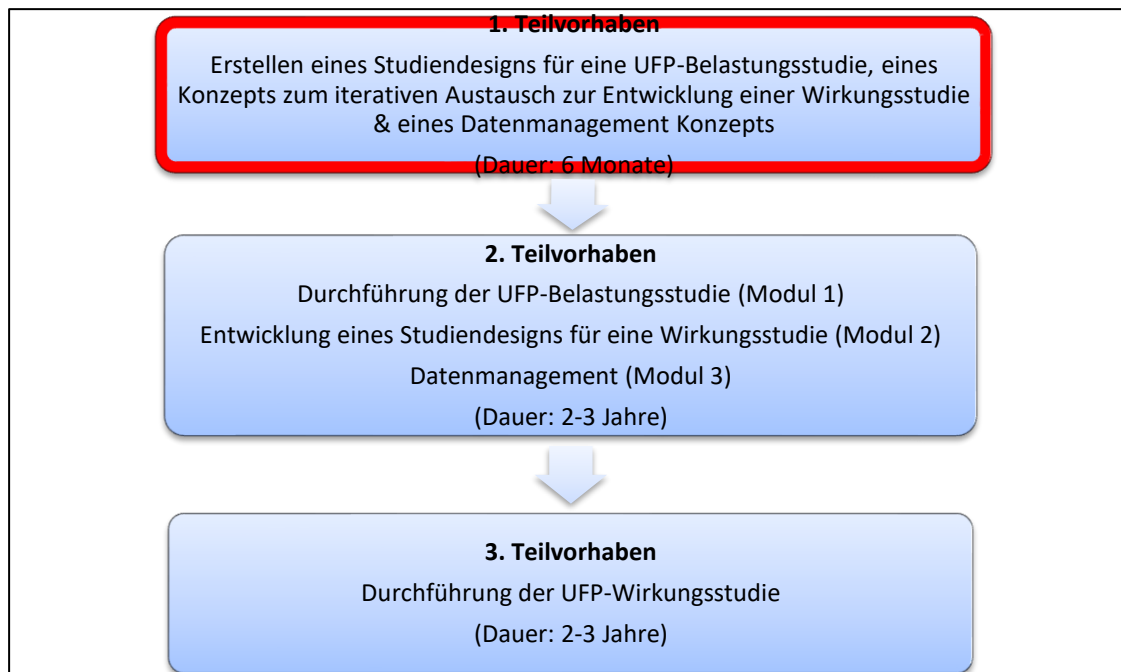 1. Teilvorhaben
Erstellen eines Studiendesigns für eine UFP-Belastungsstudie, eines
Konzepts zum iterativen Austausch zur Entwicklung einer Wirkungsstudie
& eines Datenmanagement Konzepts
(Dauer: 6 Monate)
2. Teilvorhaben
Durchführung der UFP-Belastungsstudie (Modul 1)
Entwicklung eines Studiendesigns für eine Wirkungsstudie (Modul 2)
Datenmanagement (Modul 3)
(Dauer: 2-3 Jahre)
3. Teilvorhaben
Durchführung der UFP-Wirkungsstudie
(Dauer: 2-3 Jahre)